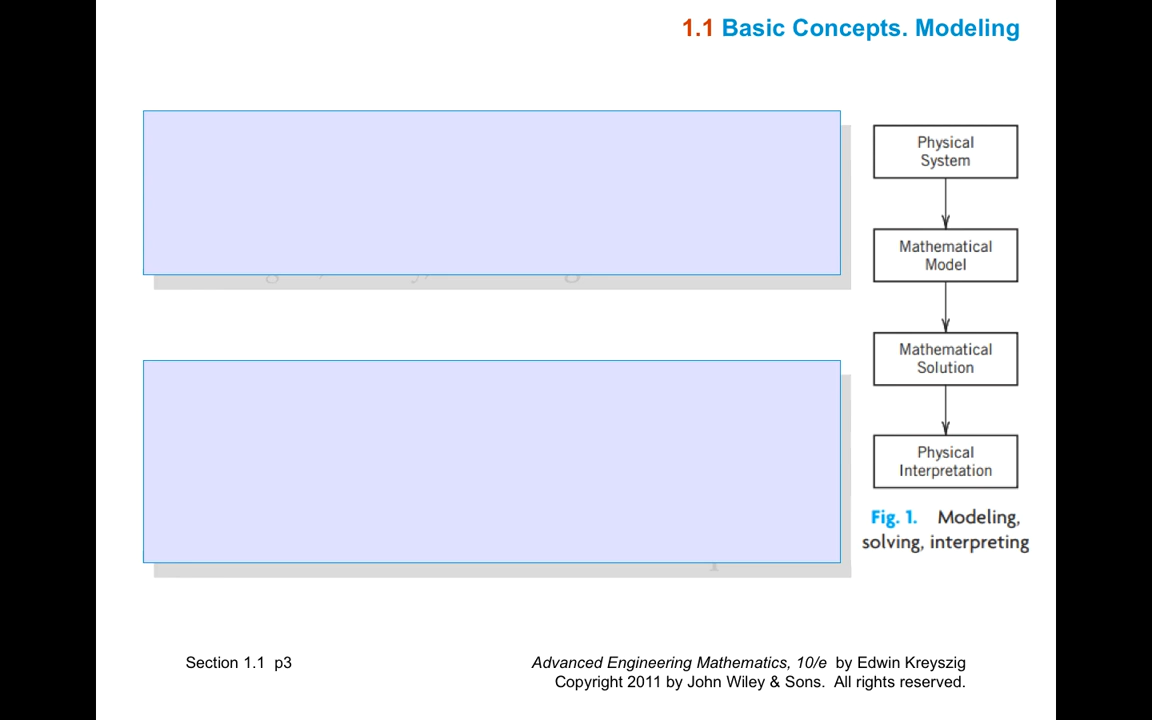 1.1 Basic Concepts. Modeling
Physical
System
Mathematical
Model
Mathematical
Solution
Physical
Interpretation
Fig. 1. Modeling,
solving, interpreting
Section 1.1 p3
Advanced Engineering Mathematics, 10/e by Edwin Kreyszig
Copyright 2011 by John Wiley & Sons. All rights reserved.